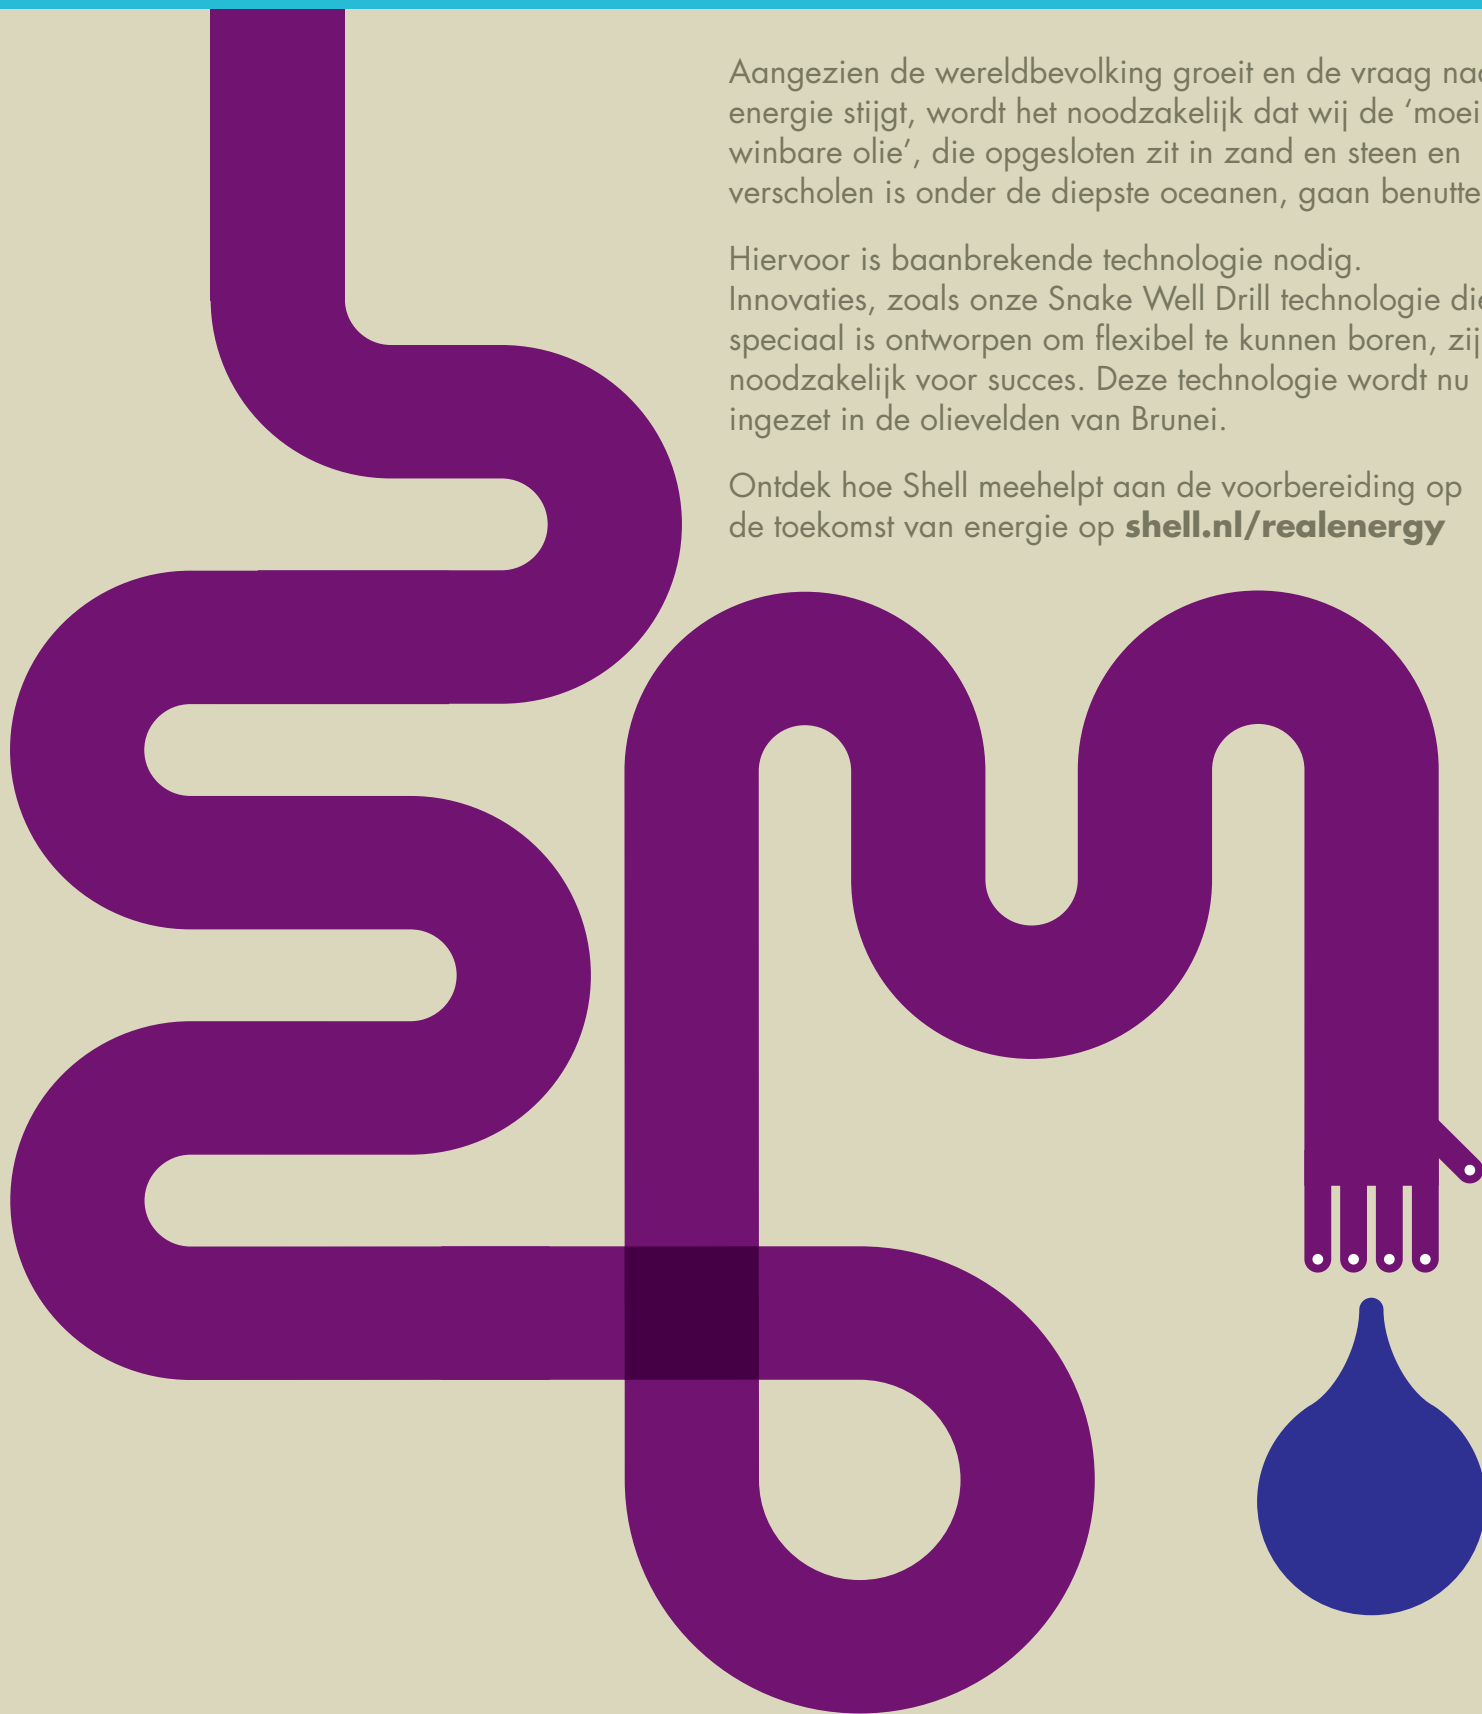 Aangezien de wereldbevolking groeit en de vraag
energie stijgt, wordt het noodzakelijk dat wij de
winbare olie’, die opgesloten zit in zand en steen en
verscholen is onder de diepste oceanen, gaan
Hiervoor is baanbrekende technologie nodig.
Innovaties, zoals onze Snake Well Drill technologie die
speciaal is ontworpen om flexibel te kunnen boren,
noodzakelijk voor succes. Deze technologie wordt nu
ingezet in de olievelden van Brunei.
Ontdek hoe Shell meehelpt aan de voorbereiding op
de toekomst van energie op shell.nl/realenergy